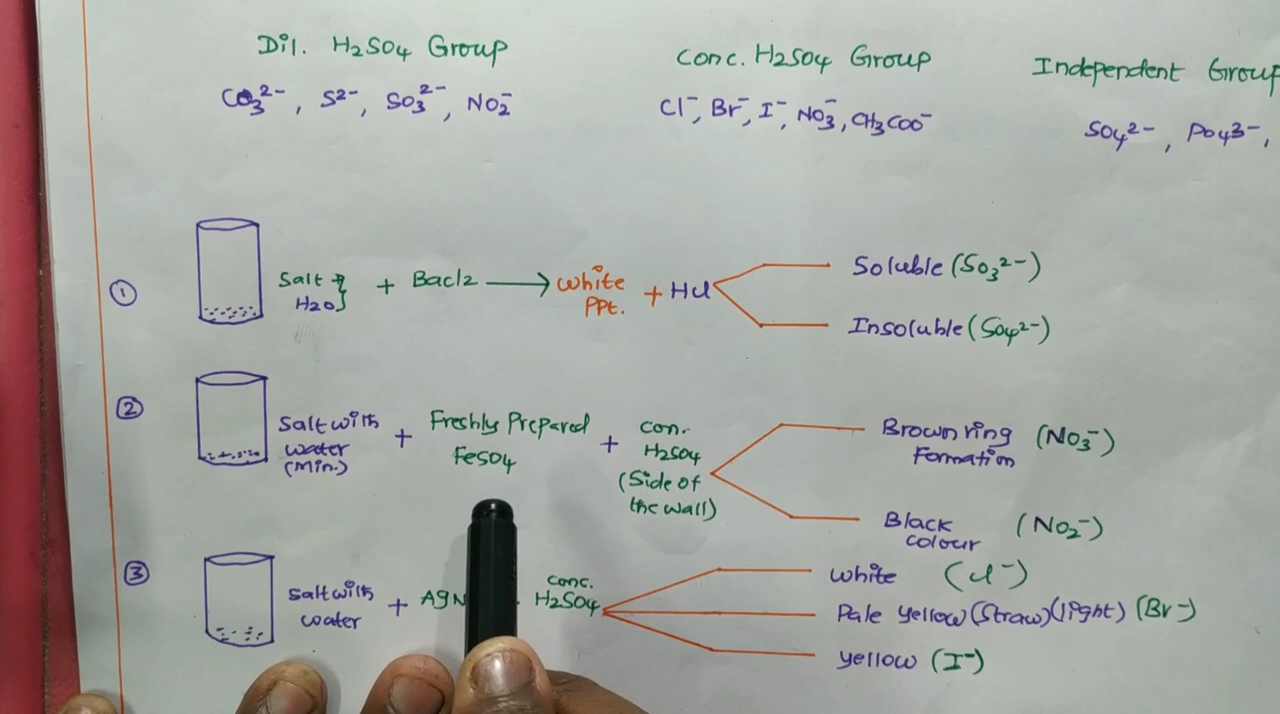 Dil. H2SO4 Group
Conc. H2SO4 Group
Independent Group
CO3²⁻, S²⁻, SO3²⁻, NO2⁻
Cl⁻, Br⁻, I⁻, NO3⁻, CH3COO⁻
SO4²⁻, PO4³⁻,
① Salt } H2O + BaCl2 ⟶ White PPt. + HCl
Soluble (SO3²⁻)
Insoluble (SO4²⁻)
② Salt with water (Min.) + Freshly Prepared FeSO4 + Con. H2SO4 (Side of the wall)
Brown ring Formation (NO3⁻)
Black colour (NO2⁻)
③ Salt with water + AgN Conc. H2SO4
White (Cl⁻)
Pale yellow (Straw)(light) (Br⁻)
Yellow (I⁻)